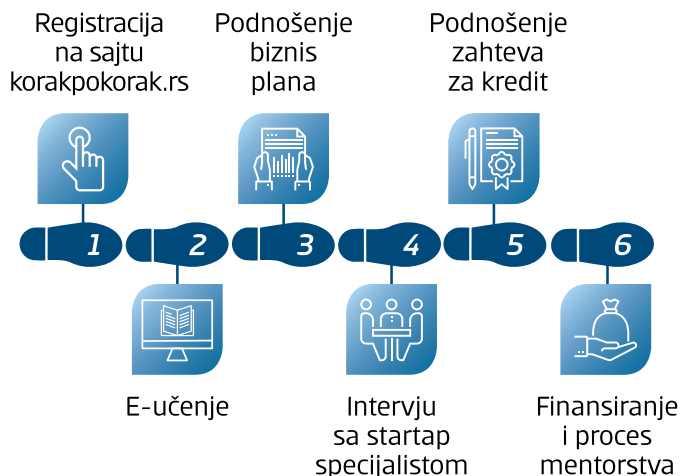 Registracija
na sajtu
korakpokorak.rs
Podnošenje
biznis
plana
Podnošenje
zahteva
za kredit
1 2 3 4 5 6
E-učenje
Intervju
sa startap
specijalistom
Finansiranje
i proces
mentorstva